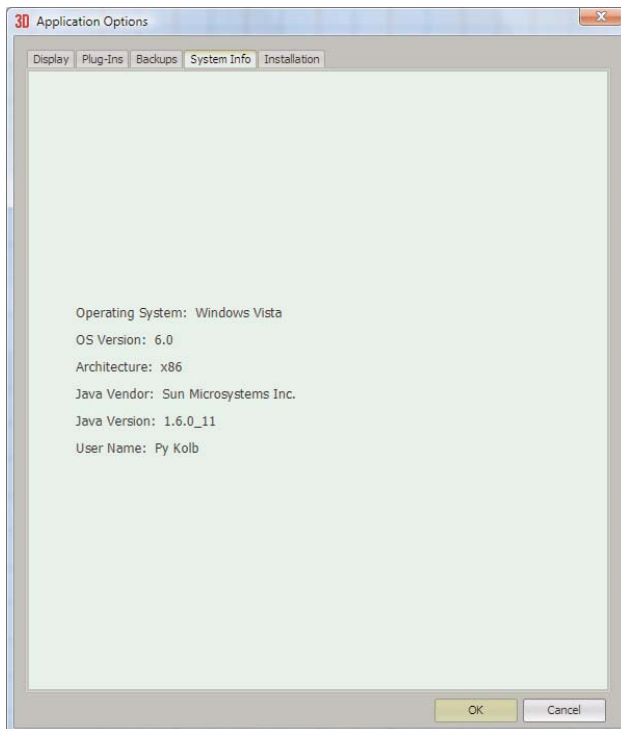 3D Application Options
Display Plug-Ins Backups System Info Installation
Operating System: Windows Vista
OS Version: 6.0
Architecture: x86
Java Vendor: Sun Microsystems Inc.
Java Version: 1.6.0_11
User Name: Py Kolb
OK Cancel